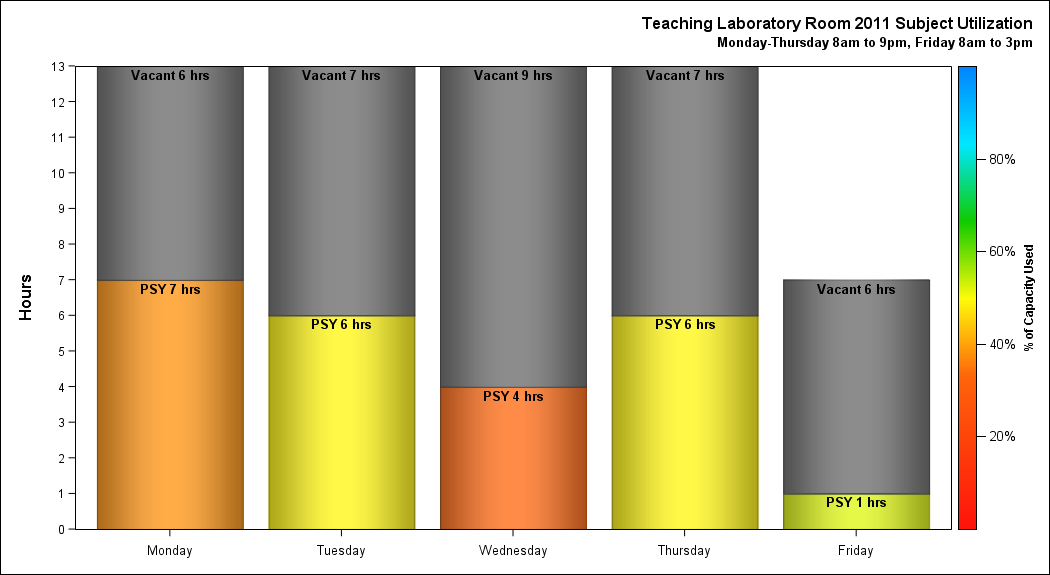 Teaching Laboratory Room 2011 Subject Utilization
Monday-Thursday 8am to 9pm, Friday 8am to 3pm
Hours
13
12
11
10
9
8
7
6
5
4
3
2
1
0
Vacant 6 hrs
PSY 7 hrs
Vacant 7 hrs
PSY 6 hrs
Vacant 9 hrs
PSY 4 hrs
Vacant 7 hrs
PSY 6 hrs
Vacant 6 hrs
PSY 1 hrs
Monday
Tuesday
Wednesday
Thursday
Friday
80%
60%
40%
20%
% of Capacity Used